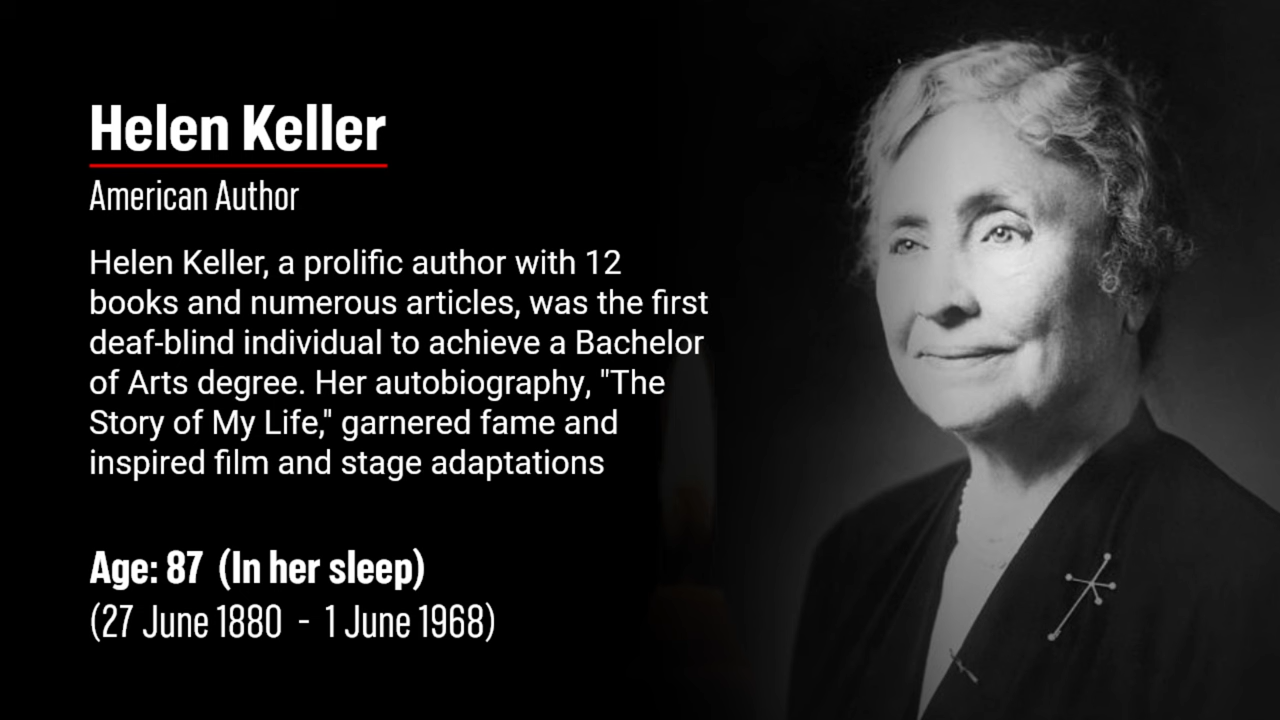 Helen Keller
American Author
Helen Keller, a prolific author with 12
books and numerous articles, was the first
deaf-blind individual to achieve a Bachelor
of Arts degree. Her autobiography, "The
Story of My Life," garnered fame and
inspired film and stage adaptations
Age: 87 (In her sleep)
(27 June 1880 - 1 June 1968)